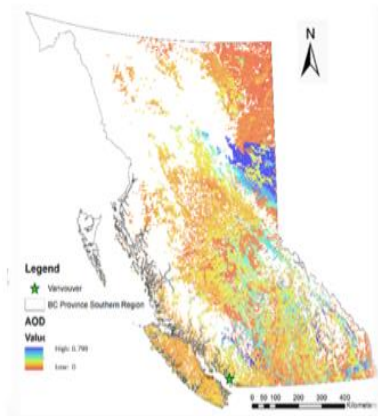 N
Legend
Vancouver
BC Province Southern Region
AOD
Value
High: 0.798
Low: 0
0 50 100 200 300 400
Kilometers